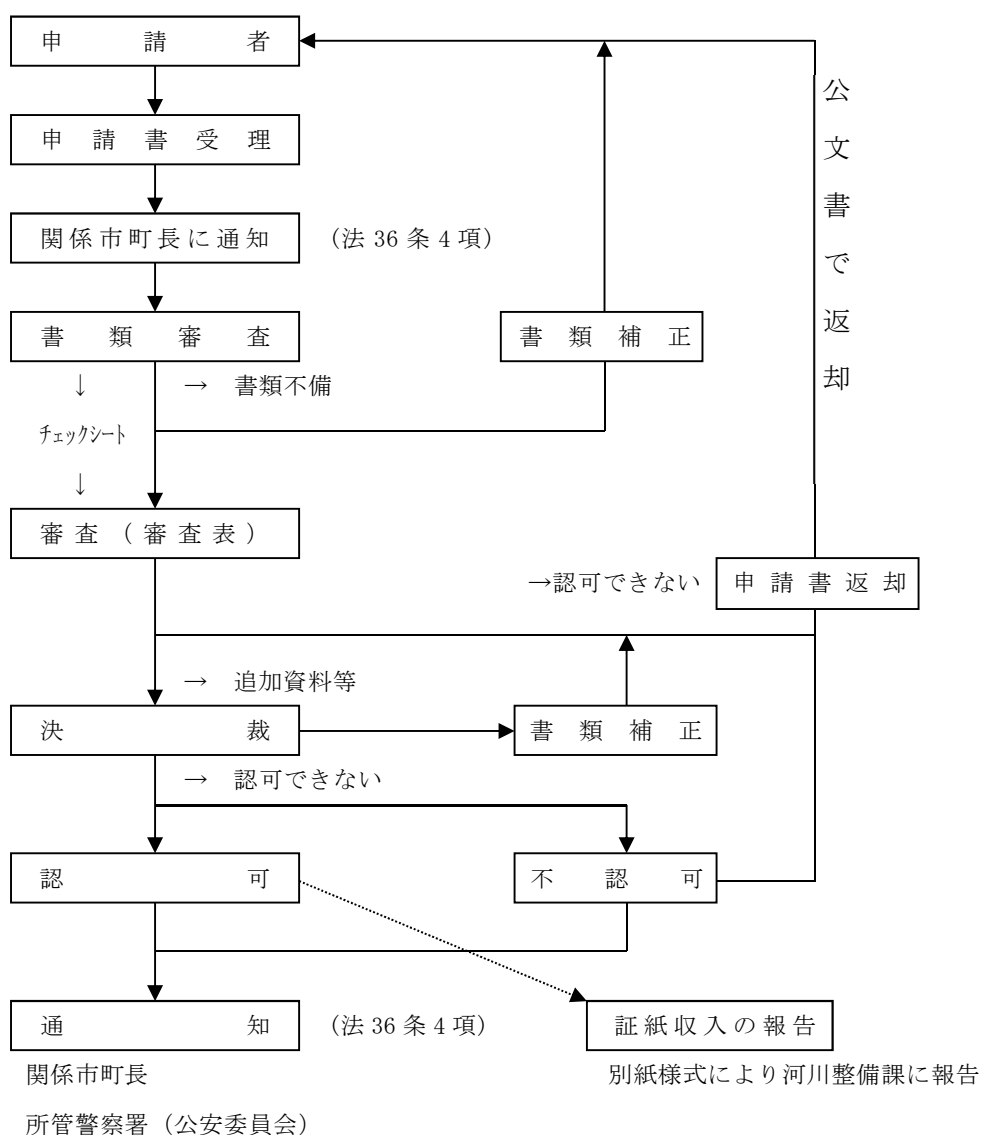 申請者
申請書受理
関係市町長に通知 (法36条4項)
書類審査 書類補正
↓ → 書類不備
チェックシート
↓
審査(審査表)
→認可できない 申請書返却
公文書で返却
→ 追加資料等
決裁 書類補正
→ 認可できない
認可 不認可
通知 (法36条4項) 証紙収入の報告
関係市町長 別紙様式により河川整備課に報告
所管警察署(公安委員会)